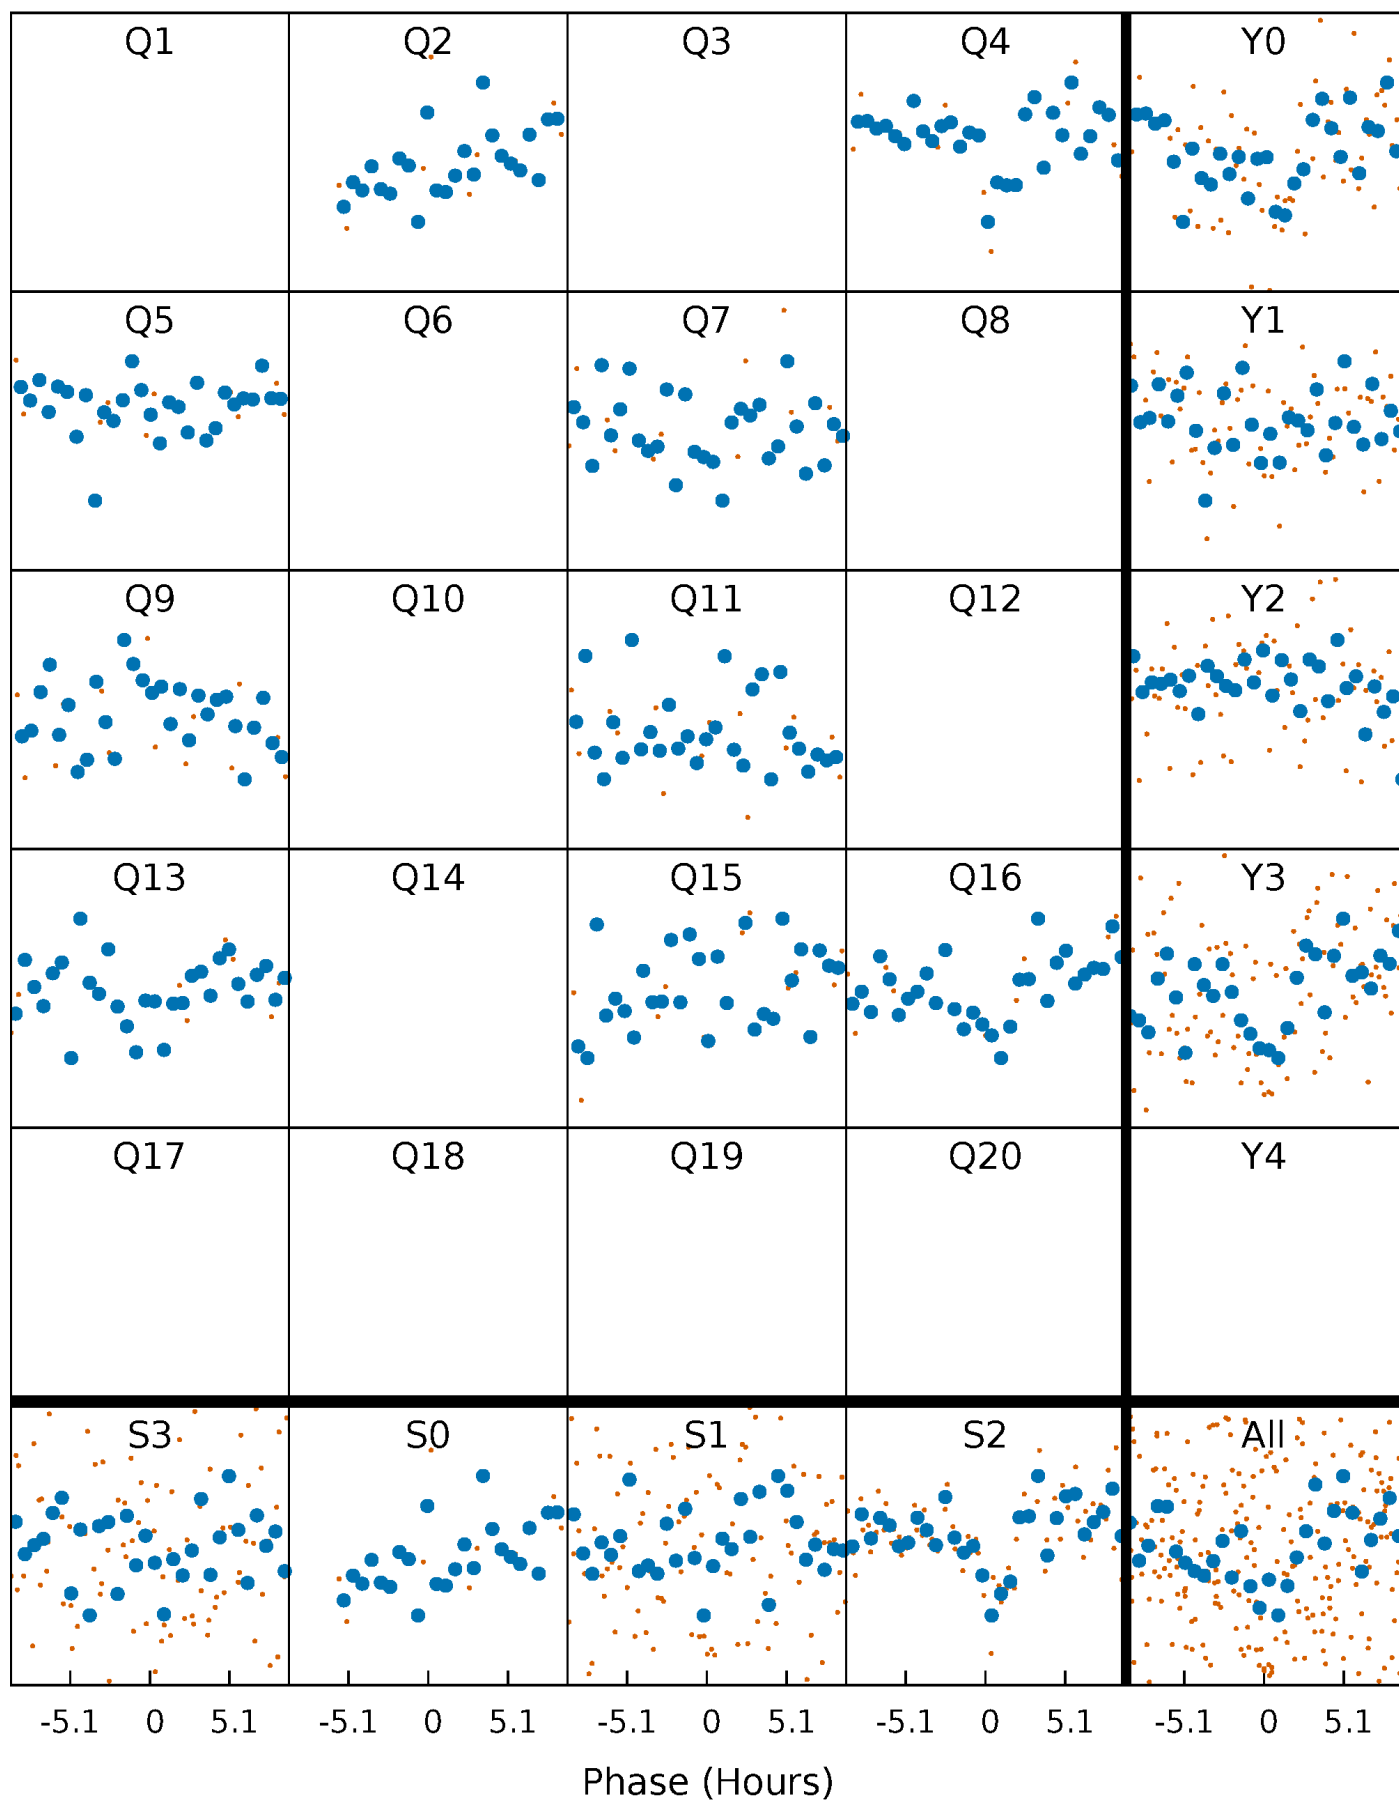 Q1 Q2 Q3 Q4 Y0
Q5 Q6 Q7 Q8 Y1
Q9 Q10 Q11 Q12 Y2
Q13 Q14 Q15 Q16 Y3
Q17 Q18 Q19 Q20 Y4
S3 S0 S1 S2 All
-5.1 0 5.1 -5.1 0 5.1 -5.1 0 5.1 -5.1 0 5.1 -5.1 0 5.1
Phase (Hours)